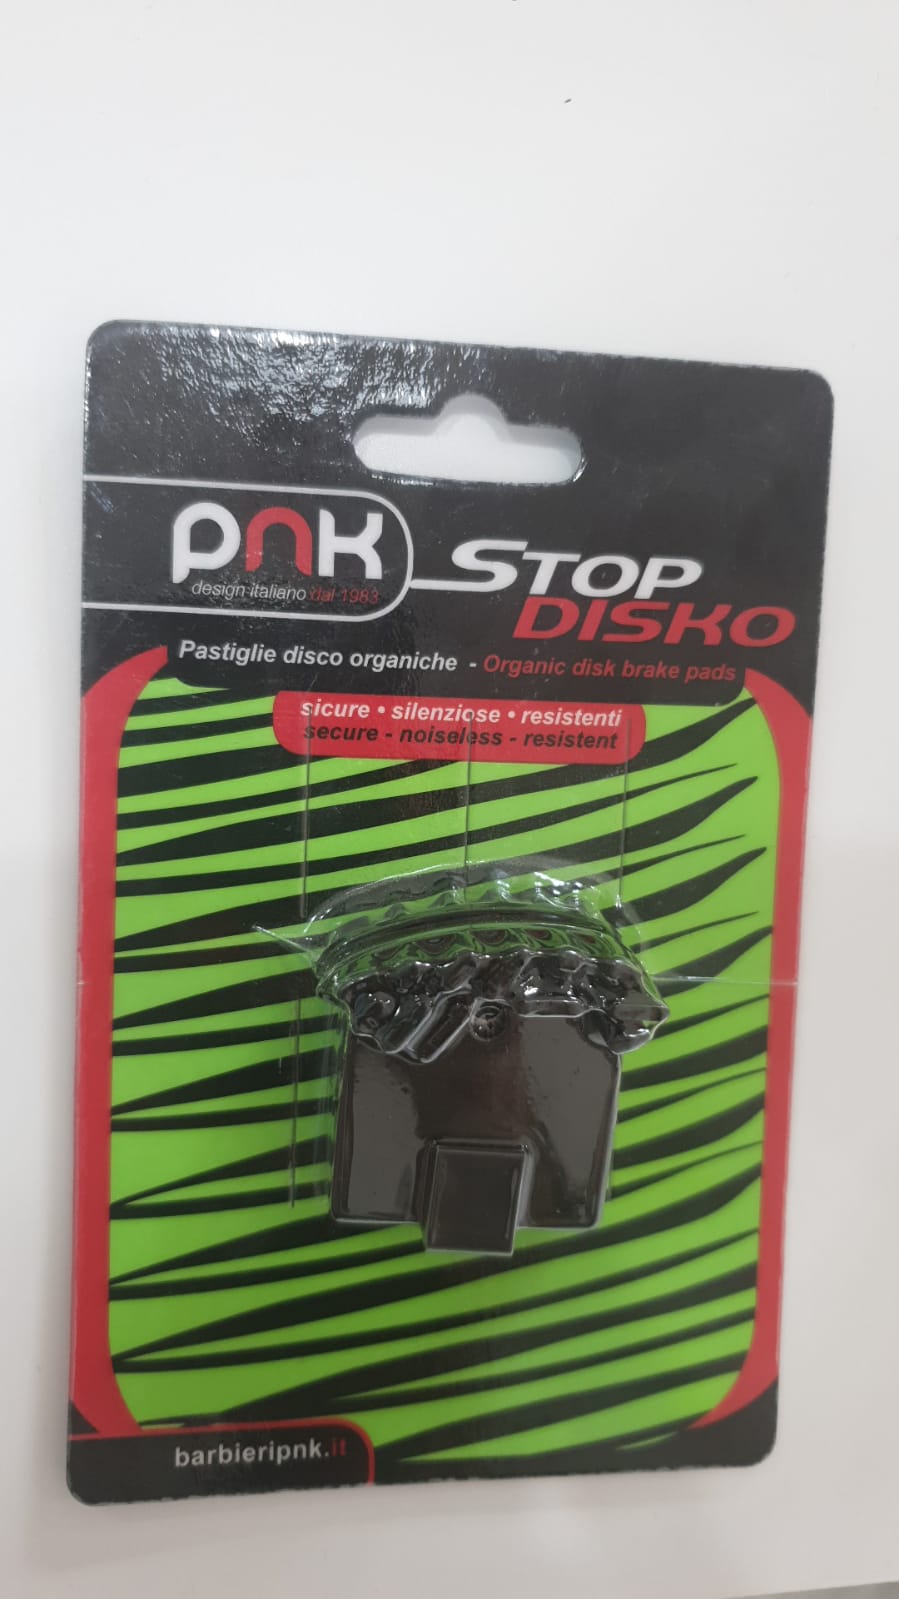 pnk
design italiano dal 1983
STOP
DISKO
Pastiglie disco organiche - Organic disk brake pads
sicure • silenziose • resistenti
secure - noiseless - resistent
barbieripnk.it